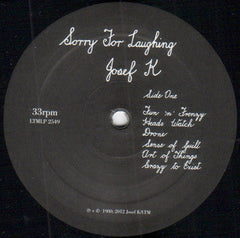 Sorry For Laughing
Josef K
Side One
33rpm
LTMLP 2549
Fun 'n' Frenzy
Heads Watch
Drone
Sense of Guilt
Art of Things
Crazy to Exist
℗ + © 1980, 2012 Josef K/LTM